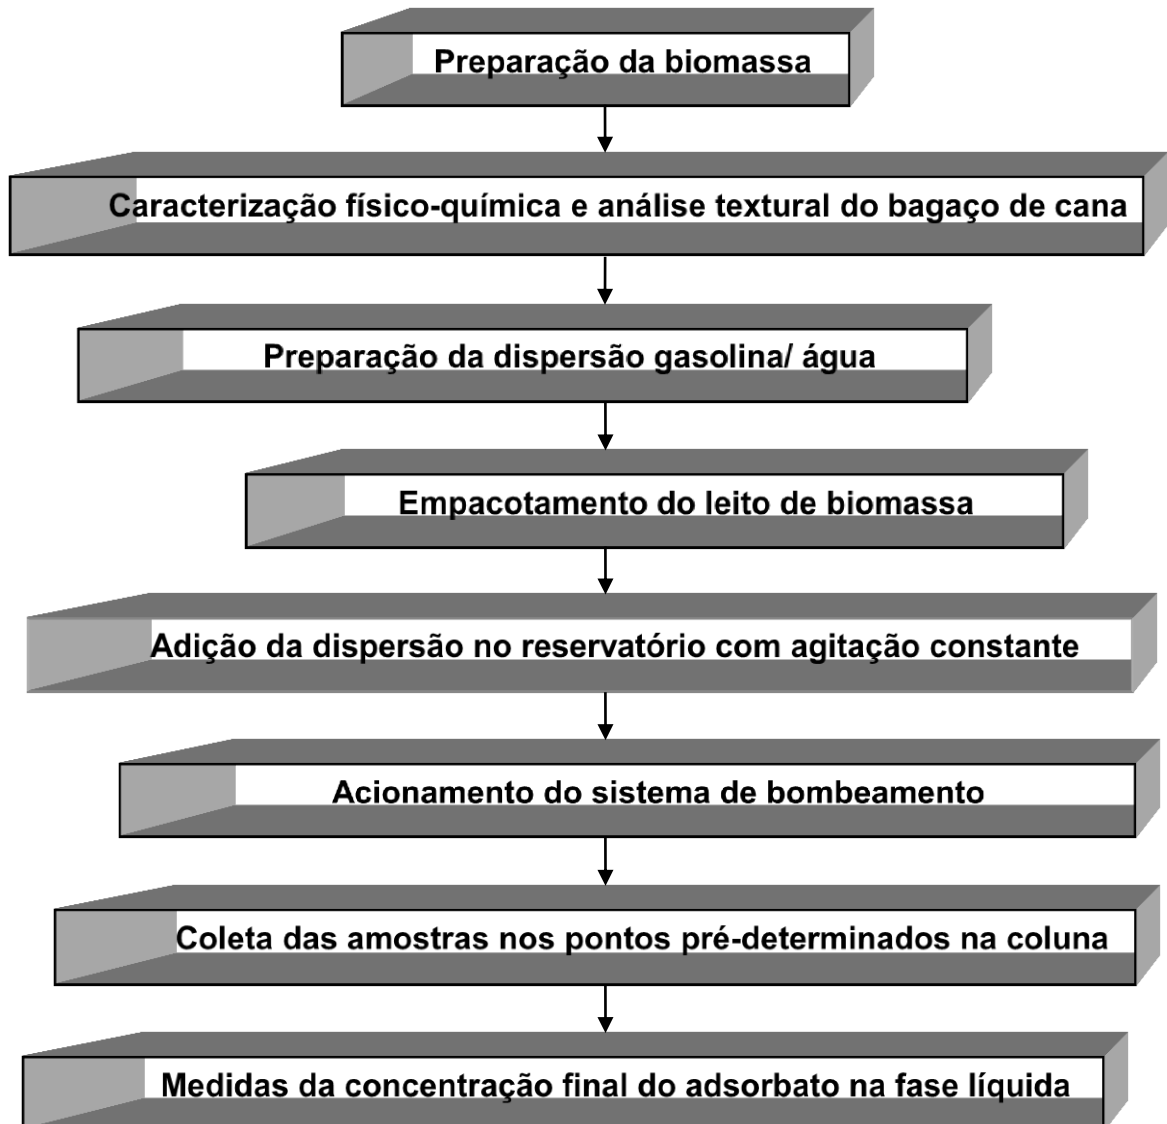 Preparação da biomassa
Caracterização físico-química e análise textural do bagaço de cana
Preparação da dispersão gasolina/ água
Empacotamento do leito de biomassa
Adição da dispersão no reservatório com agitação constante
Acionamento do sistema de bombeamento
Coleta das amostras nos pontos pré-determinados na coluna
Medidas da concentração final do adsorbato na fase líquida